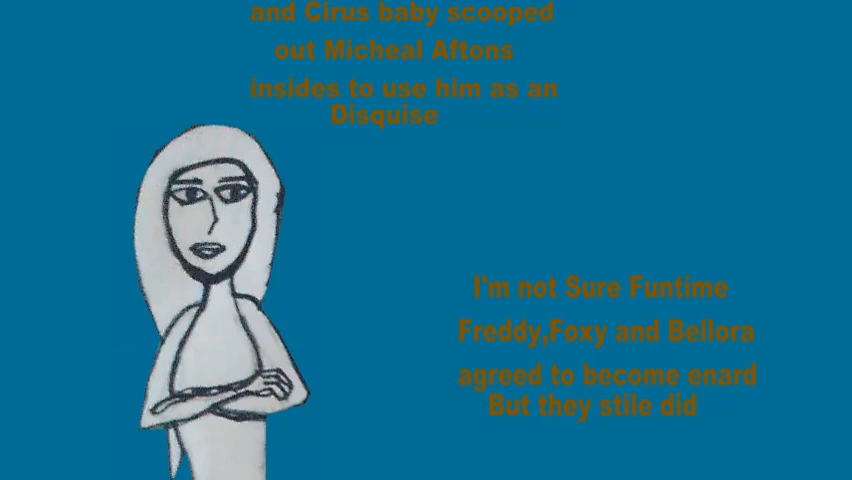 and Cirus baby scooped
out Micheal Aftons
insides to use him as an
Disquise
I'm not Sure Funtime
Freddy,Foxy and Bellora
agreed to become enard
But they stile did